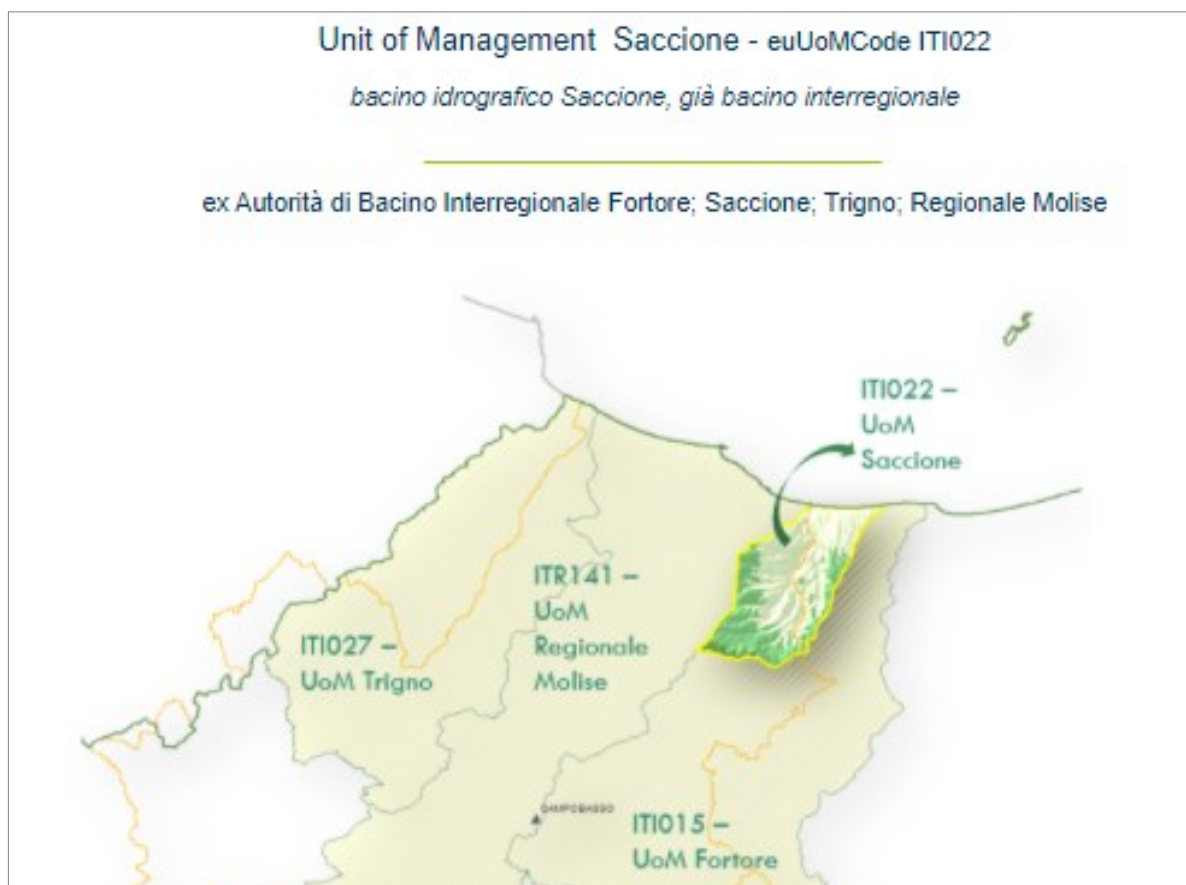 Unit of Management Saccione - euUoMCode ITI022
bacino idrografico Saccione, già bacino interregionale
ex Autorità di Bacino Interregionale Fortore; Saccione; Trigno; Regionale Molise
ITI022 –
UoM
Saccione
ITR141 –
UoM
Regionale
Molise
ITI027 –
UoM Trigno
CAMPOBASSO
ITI015 –
UoM Fortore